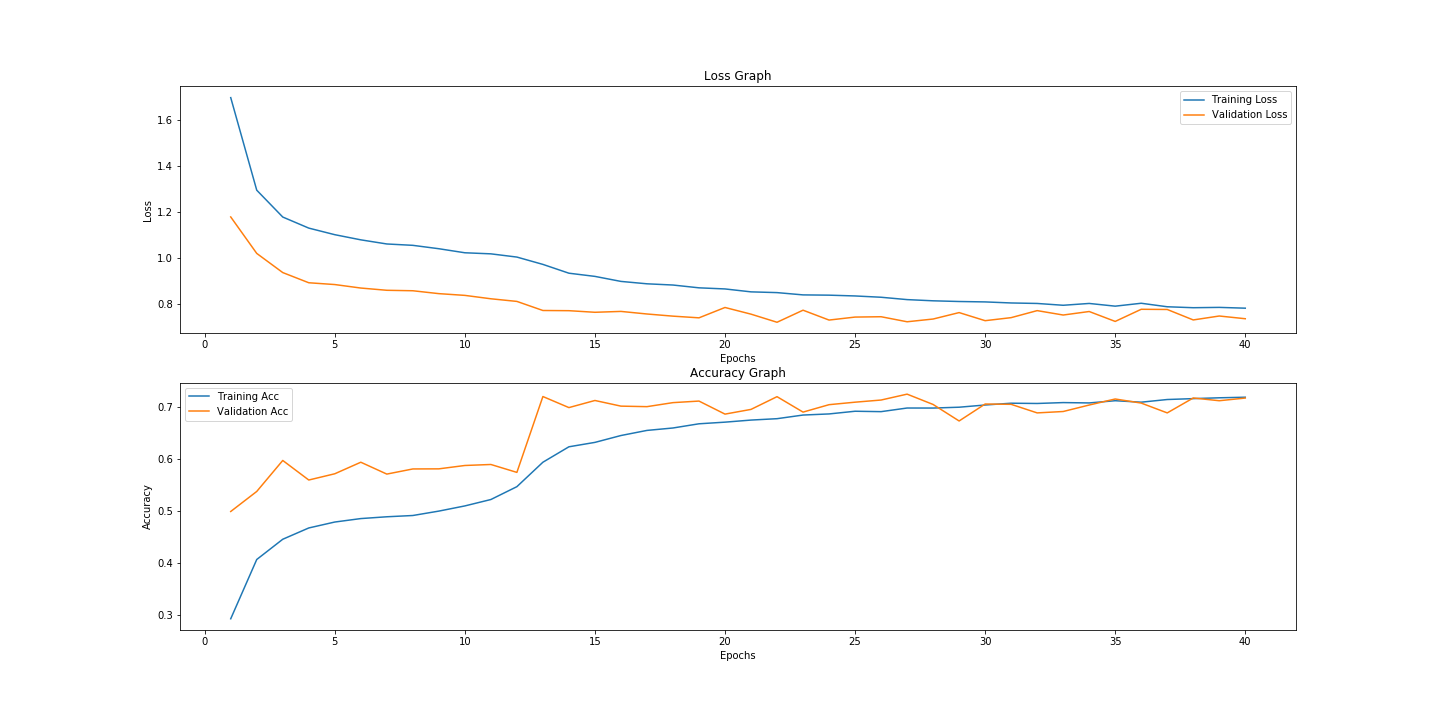 Loss Graph
Training Loss
Validation Loss
1.6
1.4
1.2
1.0
0.8
Loss
0 5 10 15 20 25 30 35 40
Epochs
Accuracy Graph
Training Acc
Validation Acc
0.7
0.6
0.5
0.4
0.3
Accuracy
0 5 10 15 20 25 30 35 40
Epochs